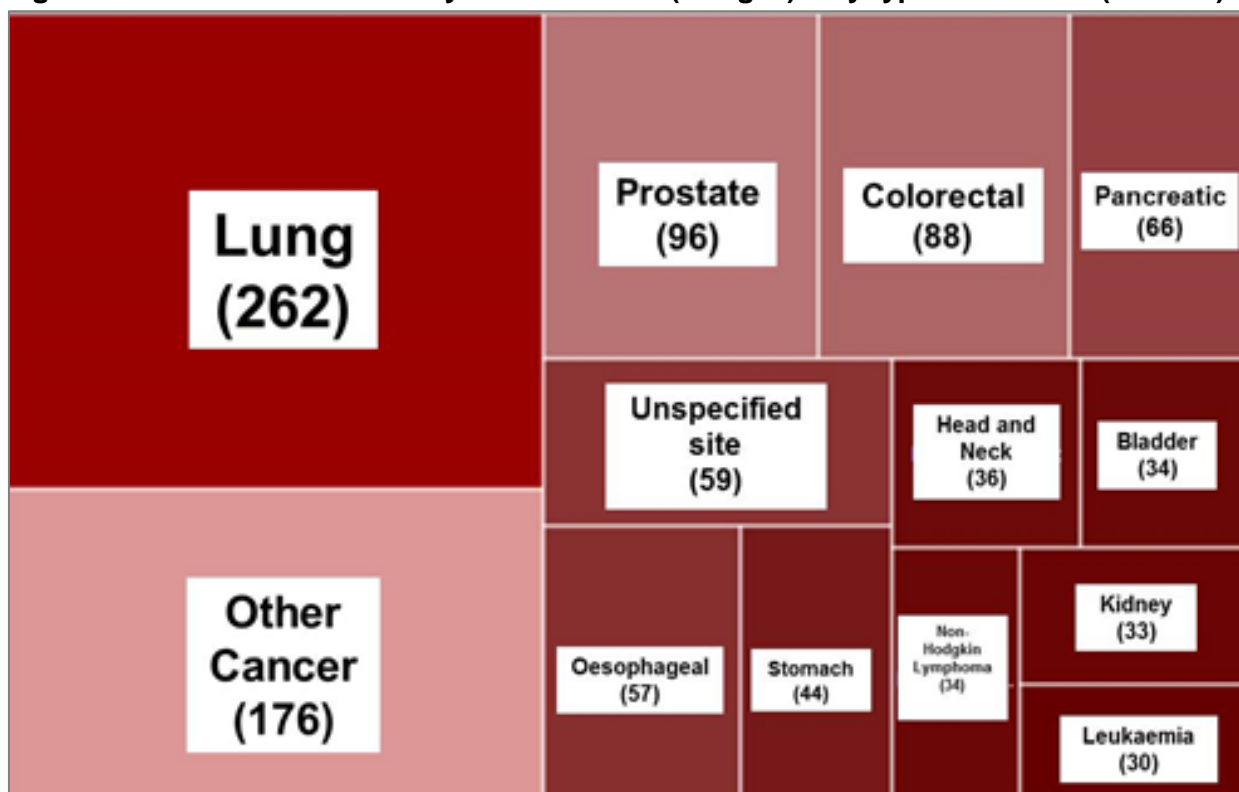 Lung
(262)
Prostate
(96)
Colorectal
(88)
Pancreatic
(66)
Unspecified
site
(59)
Head and
Neck
(36)
Bladder
(34)
Other
Cancer
(176)
Oesophageal
(57)
Stomach
(44)
Non-
Hodgkin
Lymphoma
(34)
Kidney
(33)
Leukaemia
(30)